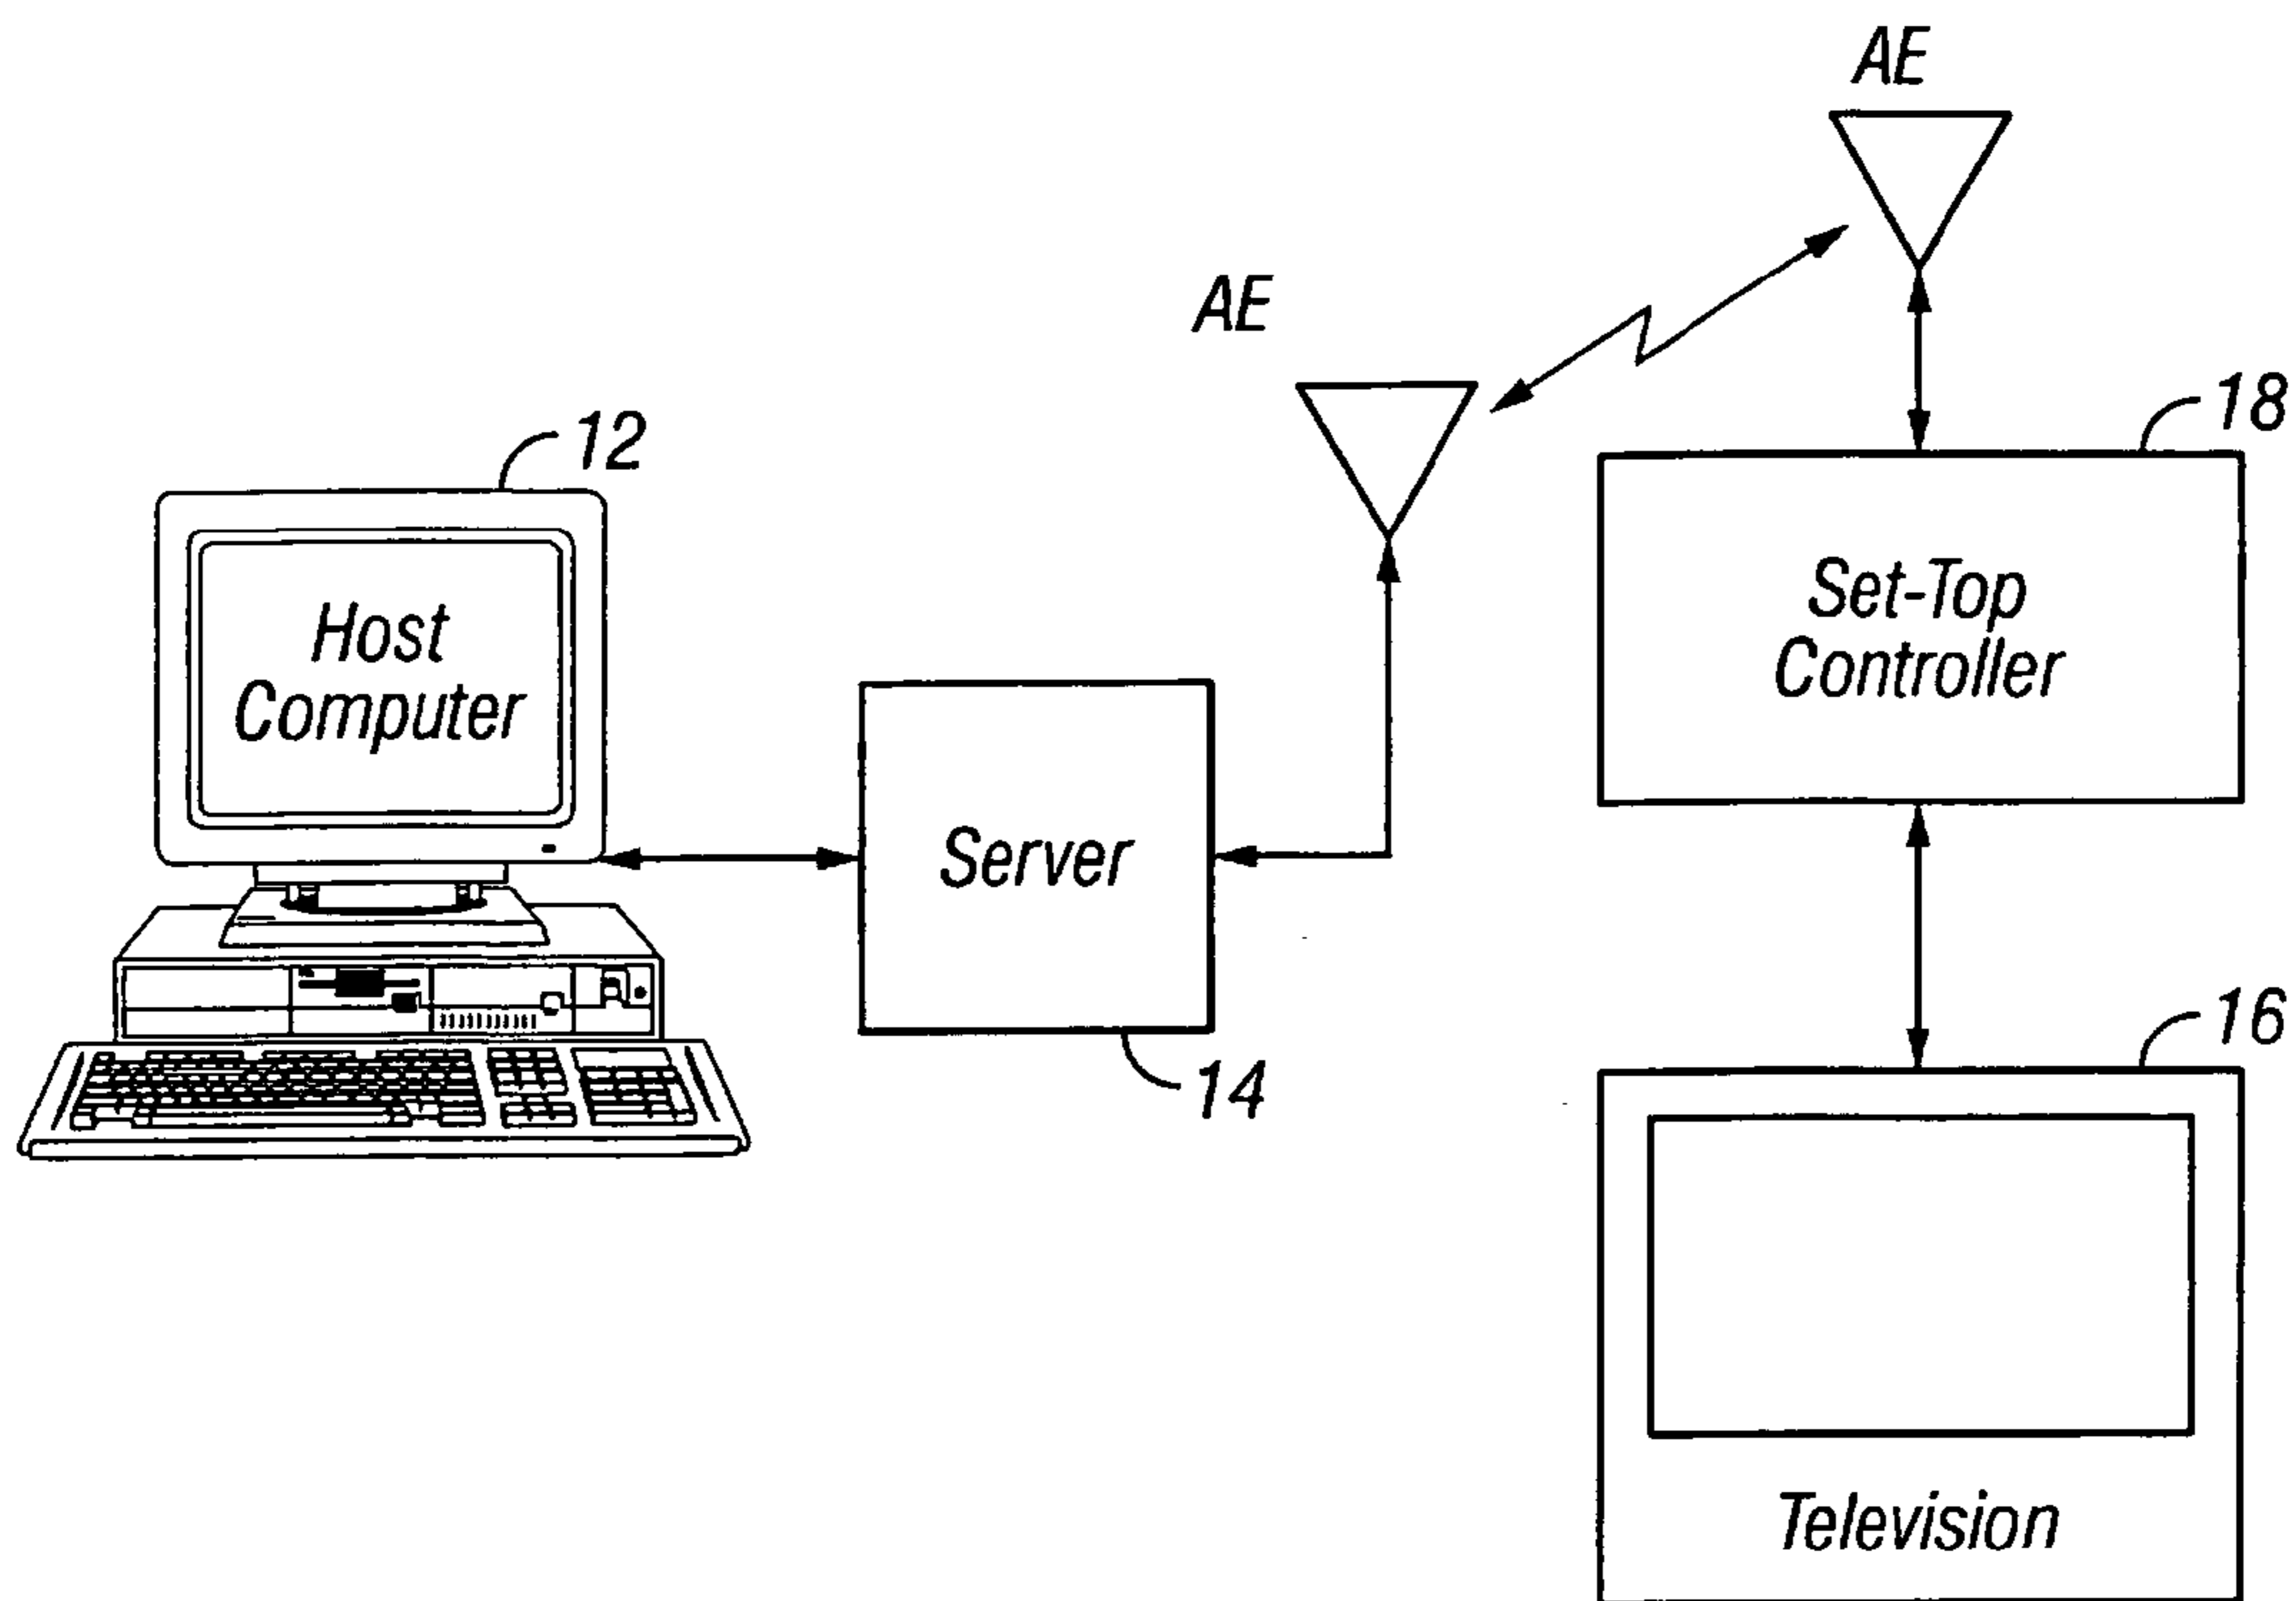 AE
AE
18
12
Host
Computer
Set-Top
Controller
Server
16
14
Television